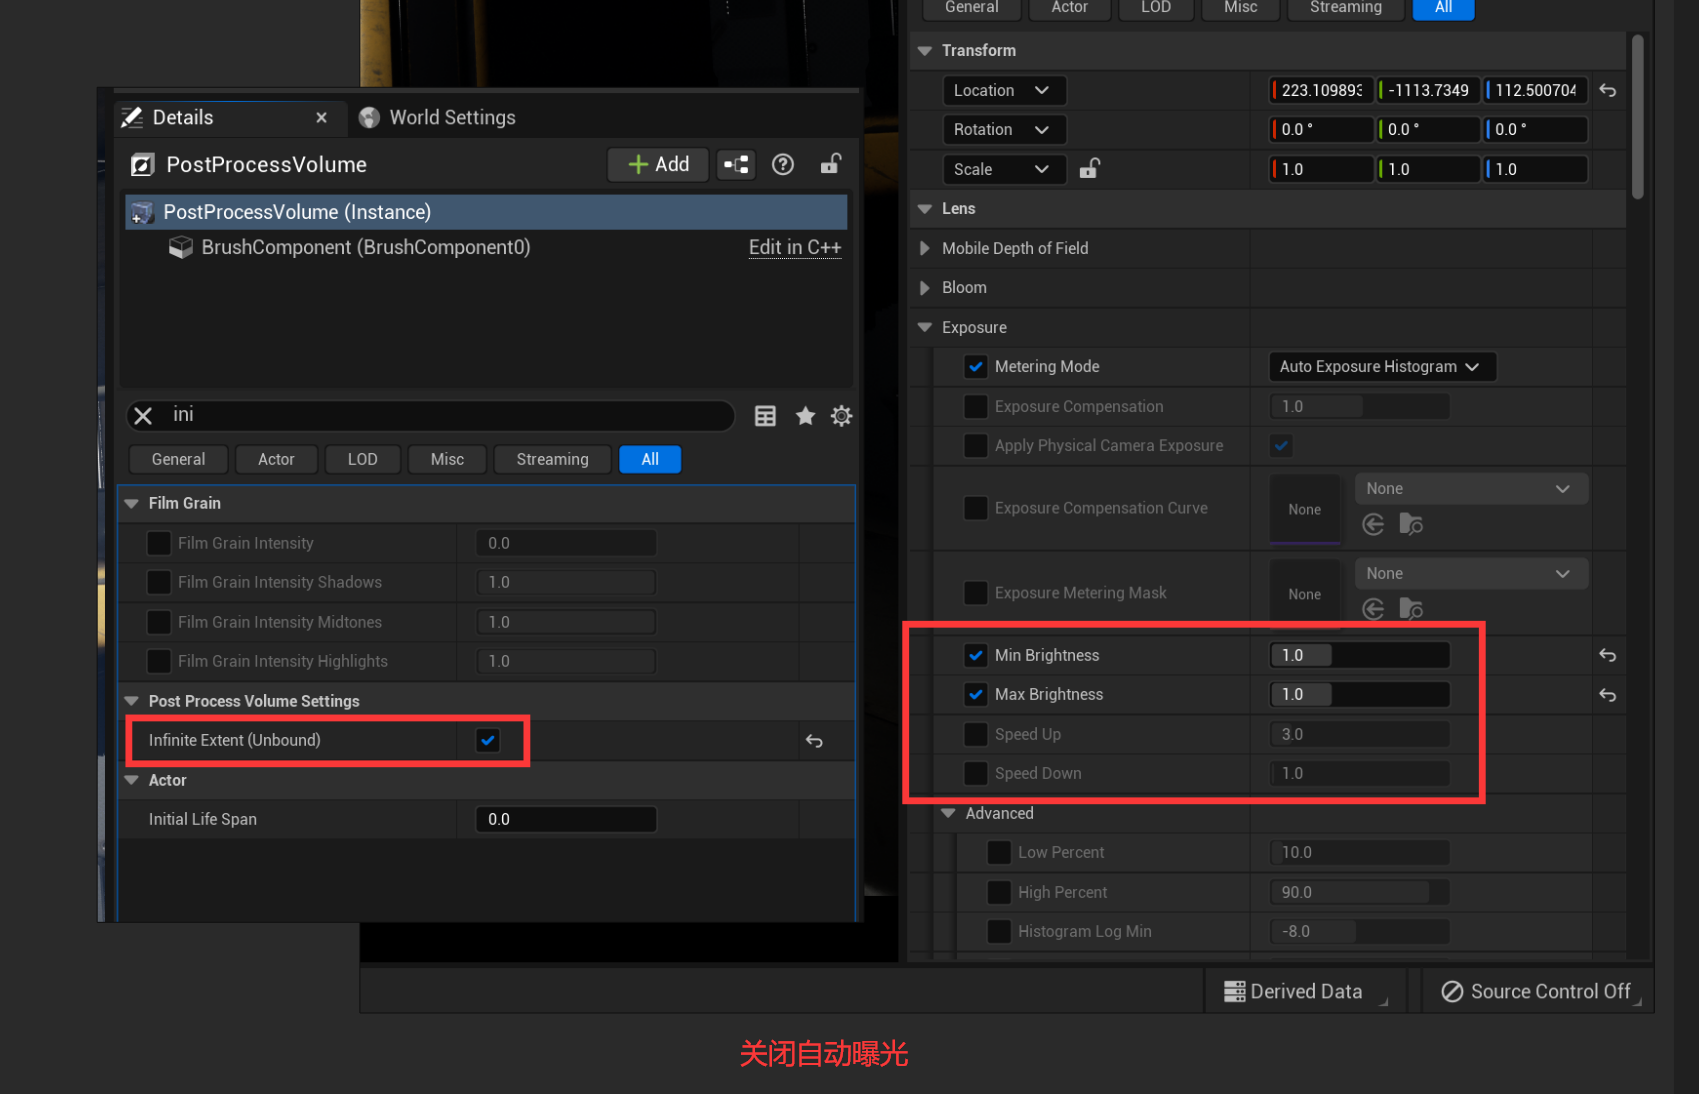 Details
World Settings
PostProcessVolume
Add
PostProcessVolume (Instance)
BrushComponent (BrushComponent0)
Edit in C++
ini
General
Actor
LOD
Misc
Streaming
All
Film Grain
Film Grain Intensity
0.0
Film Grain Intensity Shadows
1.0
Film Grain Intensity Midtones
1.0
Film Grain Intensity Highlights
1.0
Post Process Volume Settings
Infinite Extent (Unbound)
Actor
Initial Life Span
0.0
General
Actor
LOD
Misc
Streaming
All
Transform
Location
223.109893
-1113.7349
112.500704
Rotation
0.0 °
0.0 °
0.0 °
Scale
1.0
1.0
1.0
Lens
Mobile Depth of Field
Bloom
Exposure
Metering Mode
Auto Exposure Histogram
Exposure Compensation
1.0
Apply Physical Camera Exposure
Exposure Compensation Curve
None
None
Exposure Metering Mask
None
None
Min Brightness
1.0
Max Brightness
1.0
Speed Up
3.0
Speed Down
1.0
Advanced
Low Percent
10.0
High Percent
90.0
Histogram Log Min
-8.0
Derived Data
Source Control Off
关闭自动曝光